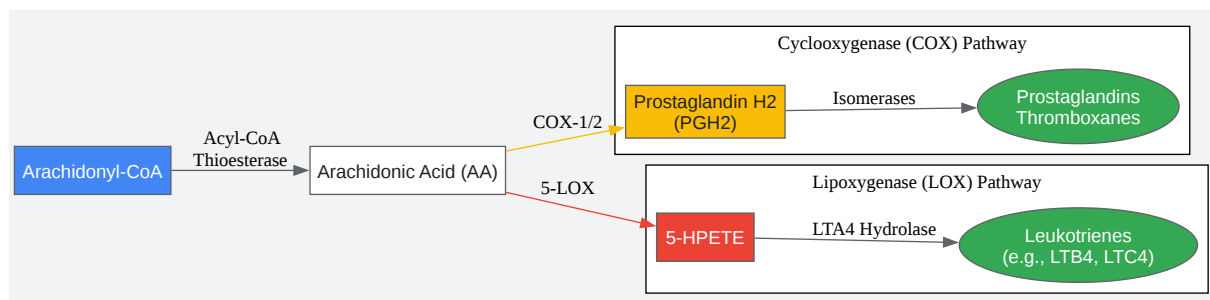 Arachidonyl-CoA
Acyl-CoA
Thioesterase
Arachidonic Acid (AA)
COX-1/2
5-LOX
Cyclooxygenase (COX) Pathway
Prostaglandin H2
(PGH2)
Isomerases
Prostaglandins
Thromboxanes
Lipoxygenase (LOX) Pathway
5-HPETE
LTA4 Hydrolase
Leukotrienes
(e.g., LTB4, LTC4)